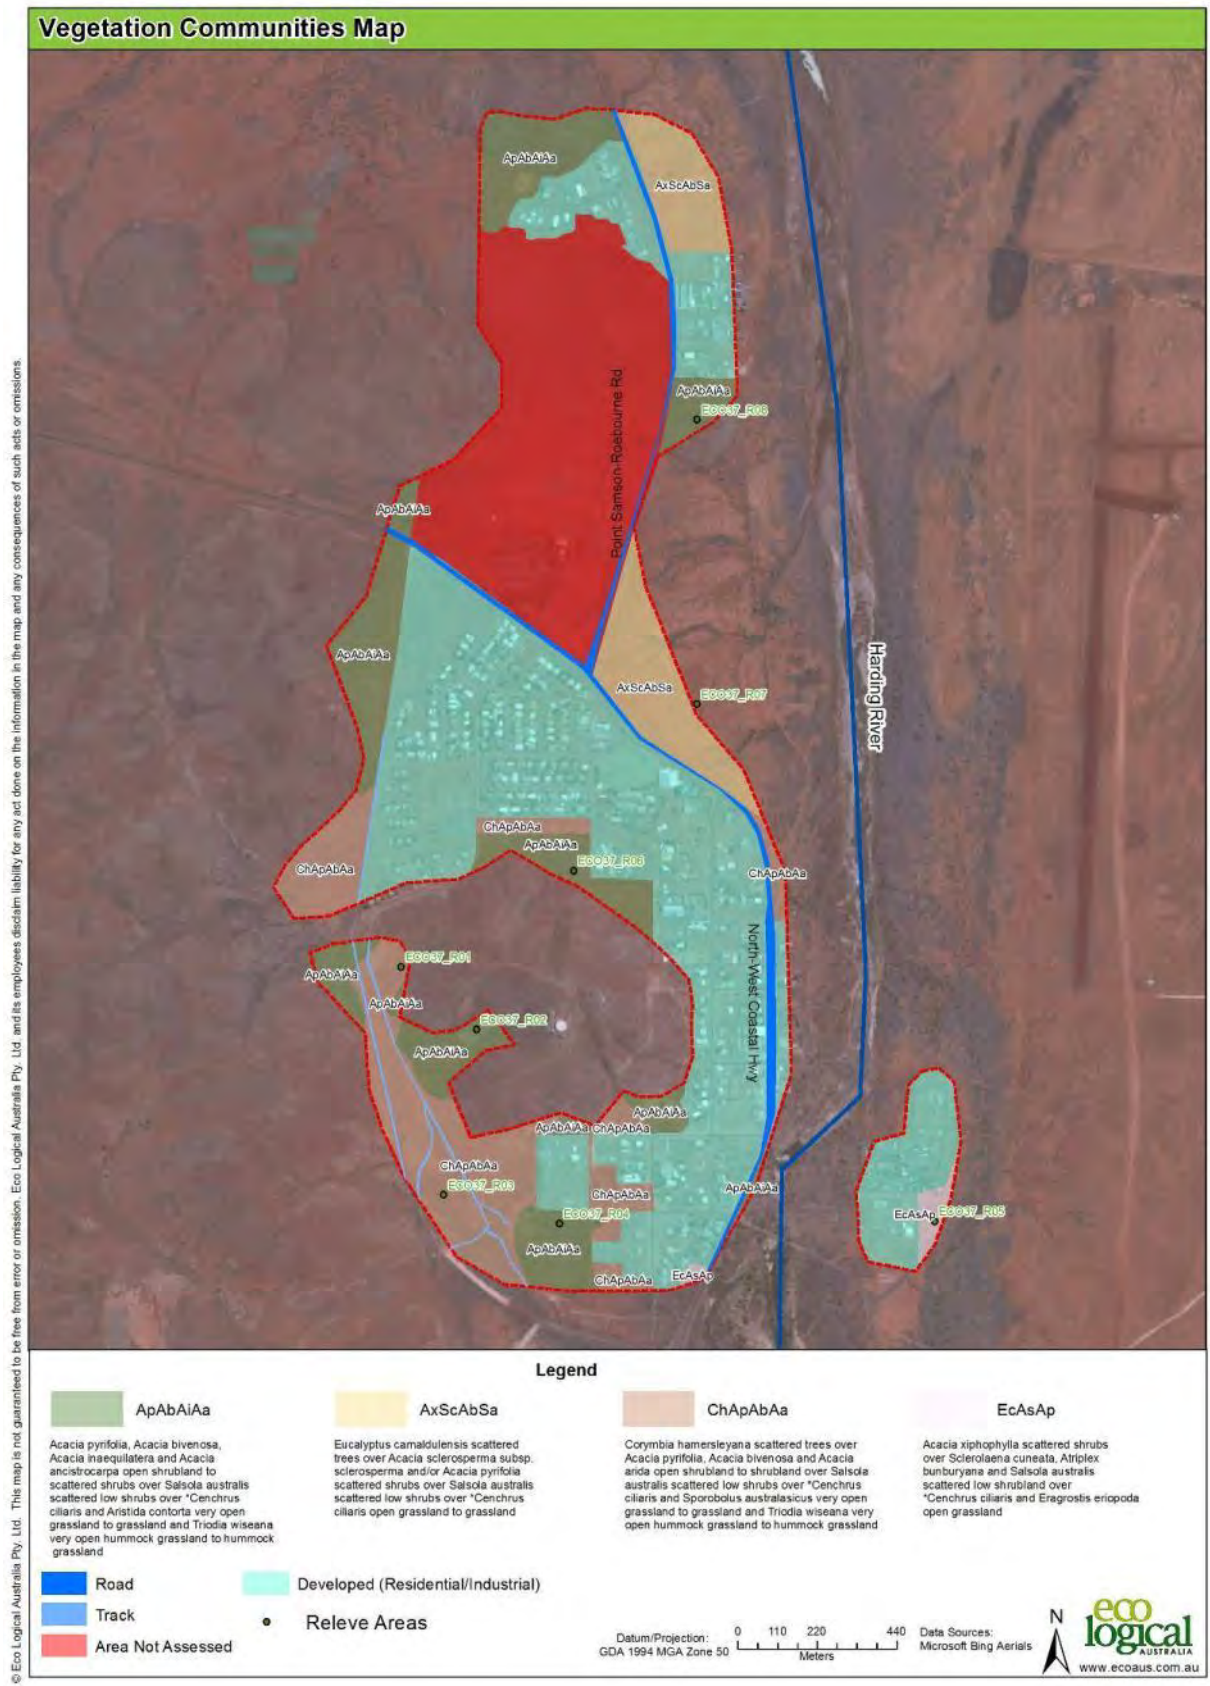 Vegetation Communities Map
ApAbAiAa
AxScAbSa
ApAbAiAa
ECO37_R08
Point Samson-Roebourne Rd
ApAbAiAa
ApAbAiAa
AxScAbSa
ECO37_R07
Harding River
ChApAbAa
ApAbAiAa
ECO37_R06
ChApAbAa
ChApAbAa
North-West Coastal Hwy
ECO37_R01
ApAbAiAa
ApAbAiAa
ECO37_R02
ApAbAiAa
ApAbAiAa
ApAbAiAa
ChApAbAa
ChApAbAa
ECO37_R03
ChApAbAa
ApAbAiAa
ECO37_R04
EcAsAp
ECO37_R05
ApAbAiAa
ChApAbAa
EcAsAp
© Eco Logical Australia Pty. Ltd. This map is not guaranteed to be free from error or omission. Eco Logical Australia Pty. Ltd. and its employees disclaim liability for any act done on the information in the map and any consequences of such acts or omissions.
Legend
ApAbAiAa
Acacia pyrifolia, Acacia bivenosa,
Acacia inaequilatera and Acacia
ancistrocarpa open shrubland to
scattered shrubs over Salsola australis
scattered low shrubs over *Cenchrus
ciliaris and Aristida contorta very open
grassland to grassland and Triodia wiseana
very open hummock grassland to hummock
grassland
AxScAbSa
Eucalyptus camaldulensis scattered
trees over Acacia sclerosperma subsp.
sclerosperma and/or Acacia pyrifolia
scattered shrubs over Salsola australis
scattered low shrubs over *Cenchrus
ciliaris open grassland to grassland
ChApAbAa
Corymbia hamersleyana scattered trees over
Acacia pyrifolia, Acacia bivenosa and Acacia
arida open shrubland to shrubland over Salsola
australis scattered low shrubs over *Cenchrus
ciliaris and Sporobolus australasicus very open
grassland to grassland and Triodia wiseana very
open hummock grassland to hummock grassland
EcAsAp
Acacia xiphophylla scattered shrubs
over Sclerolaena cuneata, Atriplex
bunburyana and Salsola australis
scattered low shrubland over
*Cenchrus ciliaris and Eragrostis eriopoda
open grassland
Road
Developed (Residential/Industrial)
Track
Releve Areas
Area Not Assessed
Datum/Projection:
GDA 1994 MGA Zone 50
0 110 220 440
Meters
Data Sources:
Microsoft Bing Aerials
N
eco
logical
AUSTRALIA
www.ecoaus.com.au